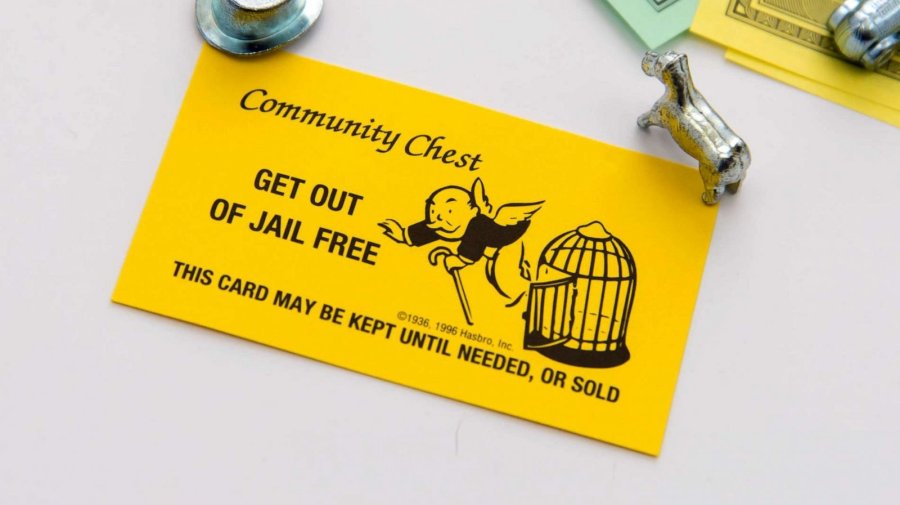 Community Chest
GET OUT
OF JAIL FREE
©1936, 1996 Hasbro, Inc.
THIS CARD MAY BE KEPT UNTIL NEEDED, OR SOLD